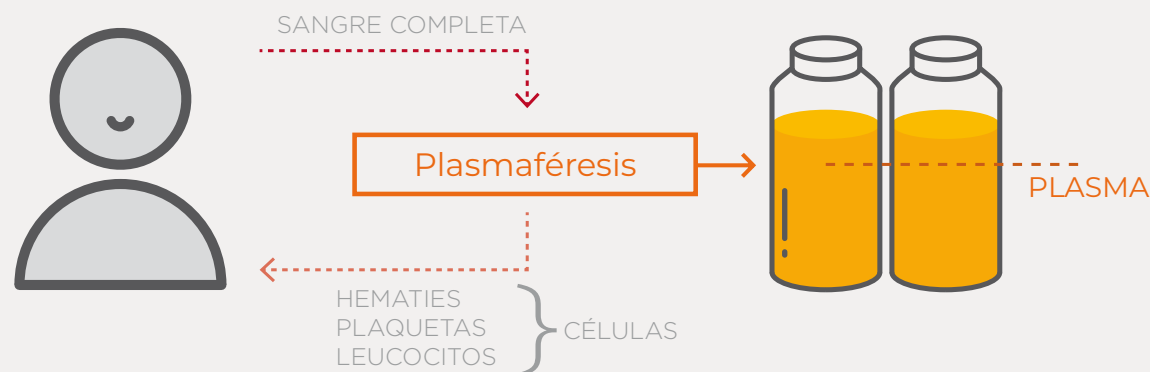 SANGRE COMPLETA
Plasmaféresis
PLASMA
HEMATIES
PLAQUETAS
LEUCOCITOS
CÉLULAS